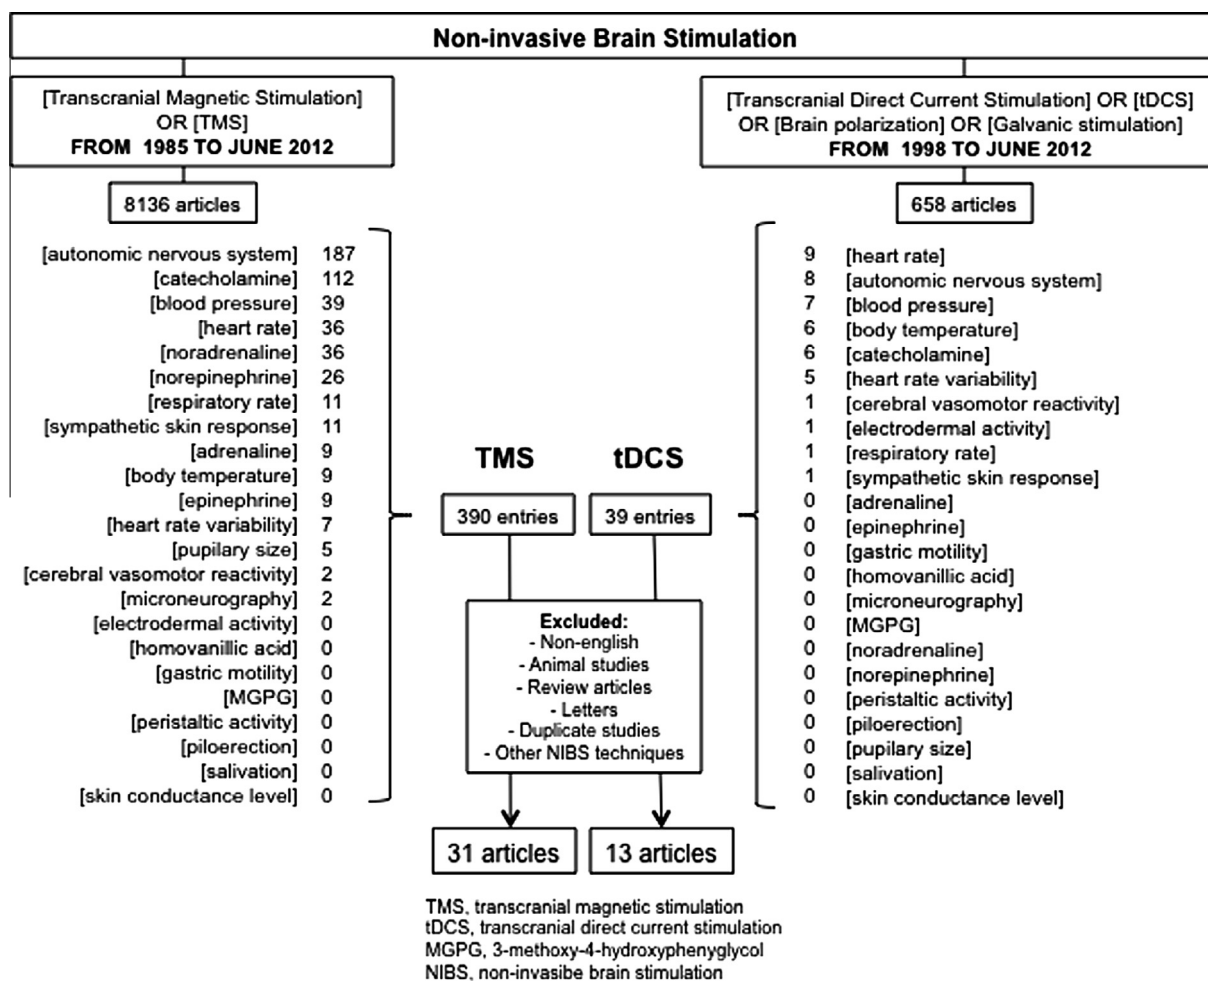 Non-invasive Brain Stimulation
[Transcranial Magnetic Stimulation]
OR [TMS]
FROM 1985 TO JUNE 2012
8136 articles
[autonomic nervous system] 187
[catecholamine] 112
[blood pressure] 39
[heart rate] 36
[noradrenaline] 36
[norepinephrine] 26
[respiratory rate] 11
[sympathetic skin response] 11
[adrenaline] 9
[body temperature] 9
[epinephrine] 9
[heart rate variability] 7
[pupilary size] 5
[cerebral vasomotor reactivity] 2
[microneurography] 2
[electrodermal activity] 0
[homovanillic acid] 0
[gastric motility] 0
[MGPG] 0
[peristaltic activity] 0
[piloerection] 0
[salivation] 0
[skin conductance level] 0
[Transcranial Direct Current Stimulation] OR [tDCS]
OR [Brain polarization] OR [Galvanic stimulation]
FROM 1998 TO JUNE 2012
658 articles
9 [heart rate]
8 [autonomic nervous system]
7 [blood pressure]
6 [body temperature]
6 [catecholamine]
5 [heart rate variability]
1 [cerebral vasomotor reactivity]
1 [electrodermal activity]
1 [respiratory rate]
1 [sympathetic skin response]
0 [adrenaline]
0 [epinephrine]
0 [gastric motility]
0 [homovanillic acid]
0 [microneurography]
0 [MGPG]
0 [noradrenaline]
0 [norepinephrine]
0 [peristaltic activity]
0 [piloerection]
0 [pupilary size]
0 [salivation]
0 [skin conductance level]
TMS tDCS
390 entries 39 entries
Excluded:
- Non-english
- Animal studies
- Review articles
- Letters
- Duplicate studies
- Other NIBS techniques
31 articles 13 articles
TMS, transcranial magnetic stimulation
tDCS, transcranial direct current stimulation
MGPG, 3-methoxy-4-hydroxyphenyglycol
NIBS, non-invasibe brain stimulation